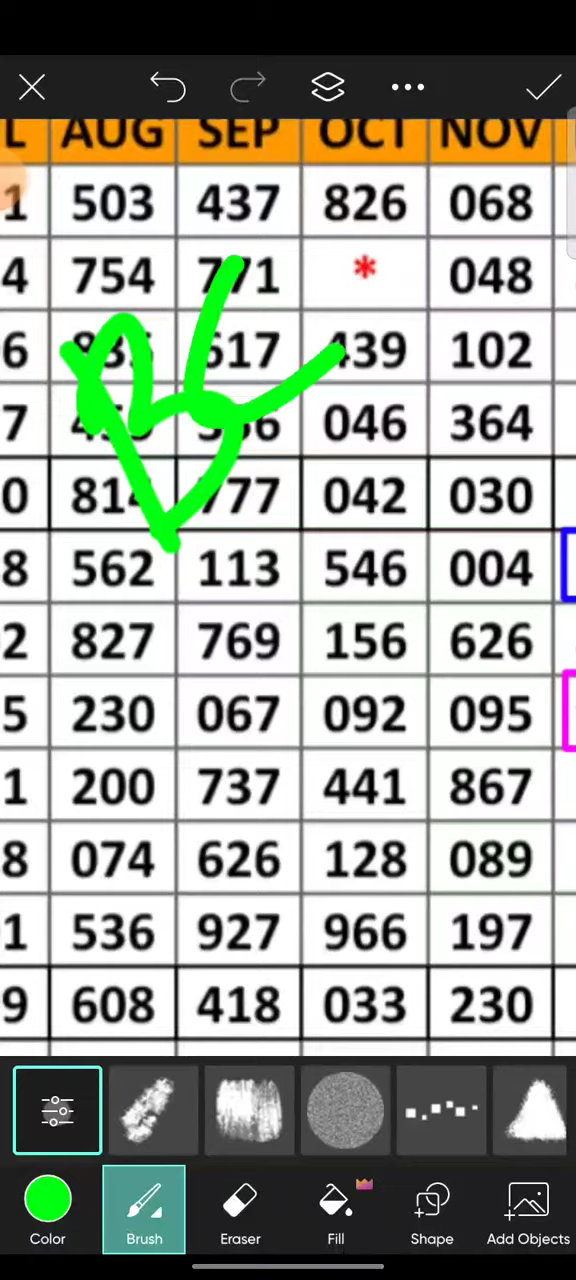 L AUG SEP OCT NOV
1 503 437 826 068
4 754 771 * 048
6 835 617 439 102
7 046 364
0 814 777 042 030
8 562 113 546 004
2 827 769 156 626
5 230 067 092 095
1 200 737 441 867
8 074 626 128 089
1 536 927 966 197
9 608 418 033 230
Color Brush Eraser Fill Shape Add Objects